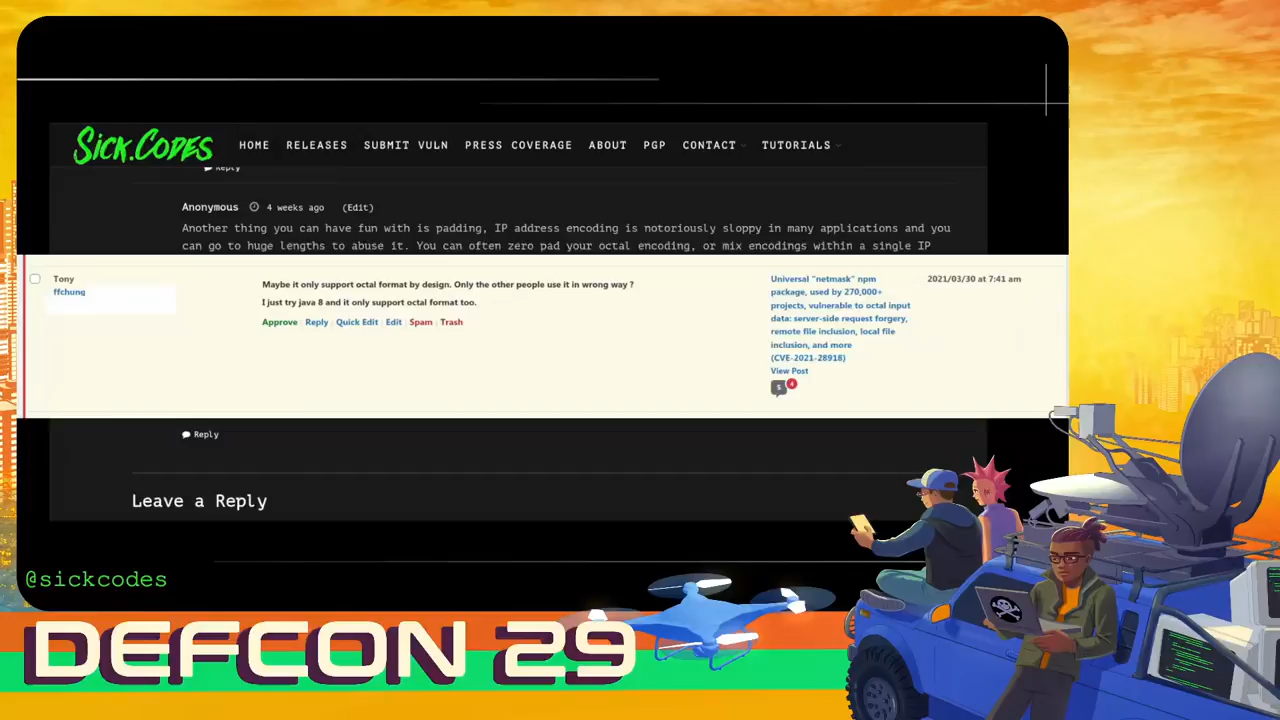 SICK.CODES
HOME RELEASES SUBMIT VULN PRESS COVERAGE ABOUT PGP CONTACT TUTORIALS
Reply
Anonymous 4 weeks ago (Edit)
Another thing you can have fun with is padding, IP address encoding is notoriously sloppy in many applications and you
can go to huge lengths to abuse it. You can often zero pad your octal encoding, or mix encodings within a single IP
Tony
ffchung
Maybe it only support octal format by design. Only the other people use it in wrong way ?
I just try java 8 and it only support octal format too.
Approve | Reply | Quick Edit | Edit | Spam | Trash
Universal "netmask" npm
package, used by 270,000+
projects, vulnerable to octal input
data: server-side request forgery,
remote file inclusion, local file
inclusion, and more
(CVE-2021-28918)
View Post
5 4
2021/03/30 at 7:41 am
Reply
Leave a Reply
@sickcodes
DEFCON 29